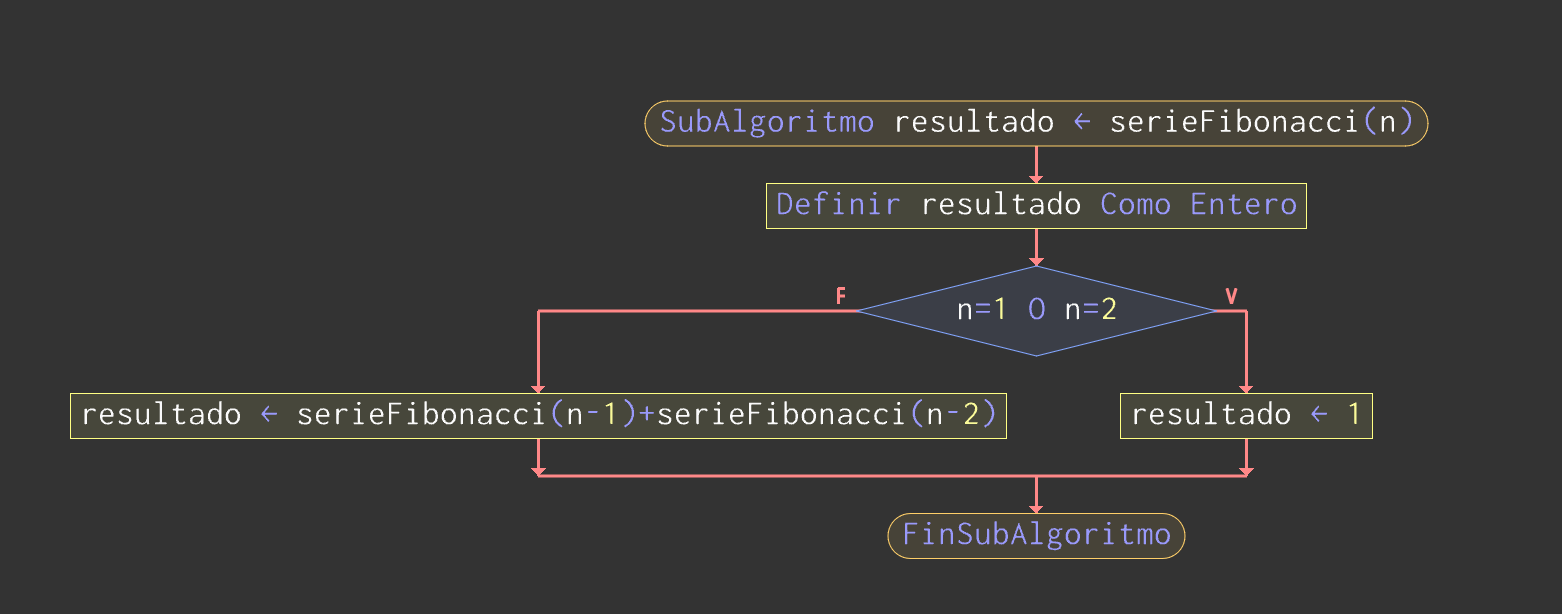 SubAlgoritmo resultado ← serieFibonacci(n)
Definir resultado Como Entero
F
V
n=1 O n=2
resultado ← serieFibonacci(n-1)+serieFibonacci(n-2)
resultado ← 1
FinSubAlgoritmo